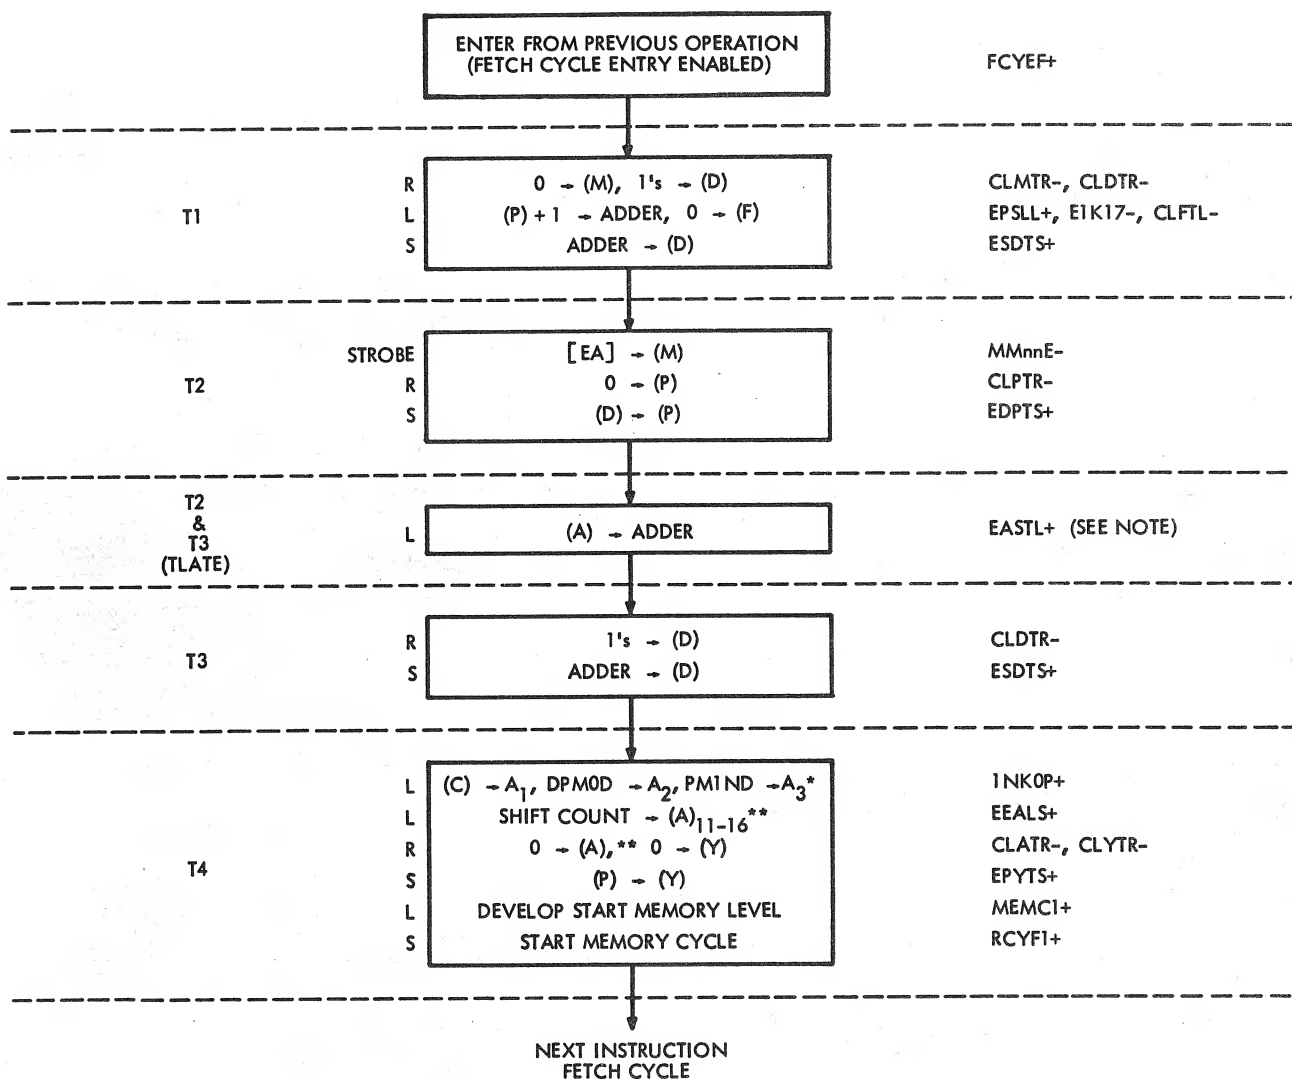 ENTER FROM PREVIOUS OPERATION
(FETCH CYCLE ENTRY ENABLED)
FCYEF+
T1
R 0 → (M), 1's → (D) CLMTR-, CLDTR-
L (P) + 1 → ADDER, 0 → (F) EPSLL+, E1K17-, CLFTL-
S ADDER → (D) ESDTS+
T2
STROBE [EA] → (M) MMnnE-
R 0 → (P) CLPTR-
S (D) → (P) EDPTS+
T2
&
T3
(TLATE)
L (A) → ADDER EASTL+ (SEE NOTE)
T3
R 1's → (D) CLDTR-
S ADDER → (D) ESDTS+
T4
L (C) → A1, DPM0D → A2, PM1ND → A3* 1NK0P+
L SHIFT COUNT → (A)11-16** EEALS+
R 0 → (A),** 0 → (Y) CLATR-, CLYTR-
S (P) → (Y) EPYTS+
L DEVELOP START MEMORY LEVEL MEMC1+
S START MEMORY CYCLE RCYF1+
NEXT INSTRUCTION
FETCH CYCLE